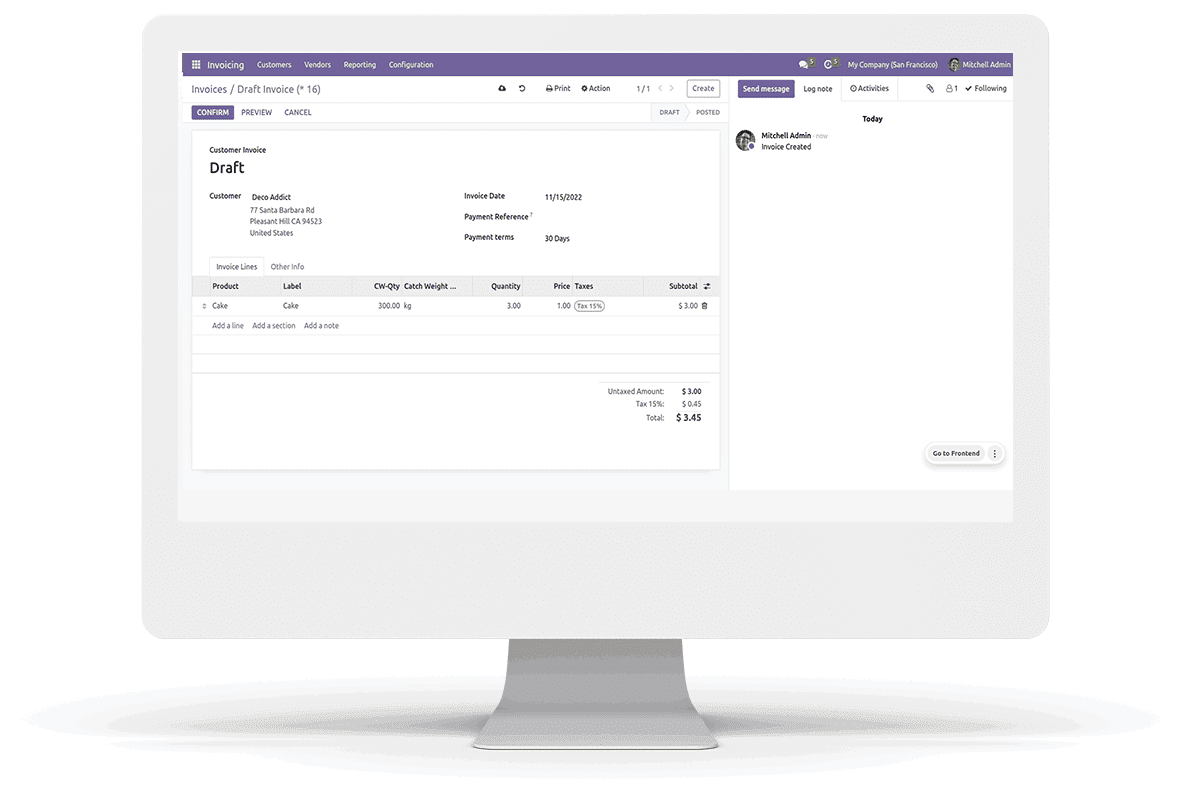 Invoicing Customers Vendors Reporting Configuration 5 5 My Company (San Francisco) Mitchell Admin
Invoices / Draft Invoice (* 16) Print Action 1 / 1 Create
CONFIRM PREVIEW CANCEL DRAFT POSTED
Customer Invoice
Draft
Customer Deco Addict
77 Santa Barbara Rd
Pleasant Hill CA 94523
United States
Invoice Date 11/15/2022
Payment Reference ?
Payment terms 30 Days
Invoice Lines Other Info
Product Label CW-Qty Catch Weight ... Quantity Price Taxes Subtotal
Cake Cake 300.00 kg 3.00 1.00 Tax 15% $ 3.00
Add a line Add a section Add a note
Untaxed Amount: $ 3.00
Tax 15%: $ 0.45
Total: $ 3.45
Send message Log note Activities 1 Following
Today
Mitchell Admin - now
Invoice Created
Go to Frontend